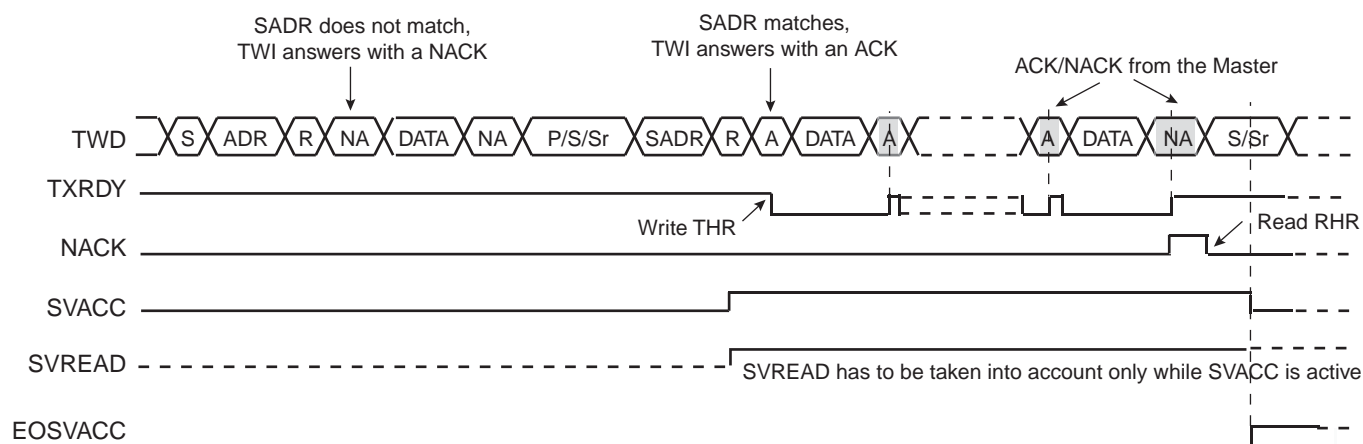 SADR does not match,
TWI answers with a NACK
SADR matches,
TWI answers with an ACK
ACK/NACK from the Master
TWD
S ADR R NA DATA NA P/S/Sr SADR R A DATA A A DATA NA S/Sr
TXRDY
Write THR
Read RHR
NACK
SVACC
SVREAD
SVREAD has to be taken into account only while SVACC is active
EOSVACC